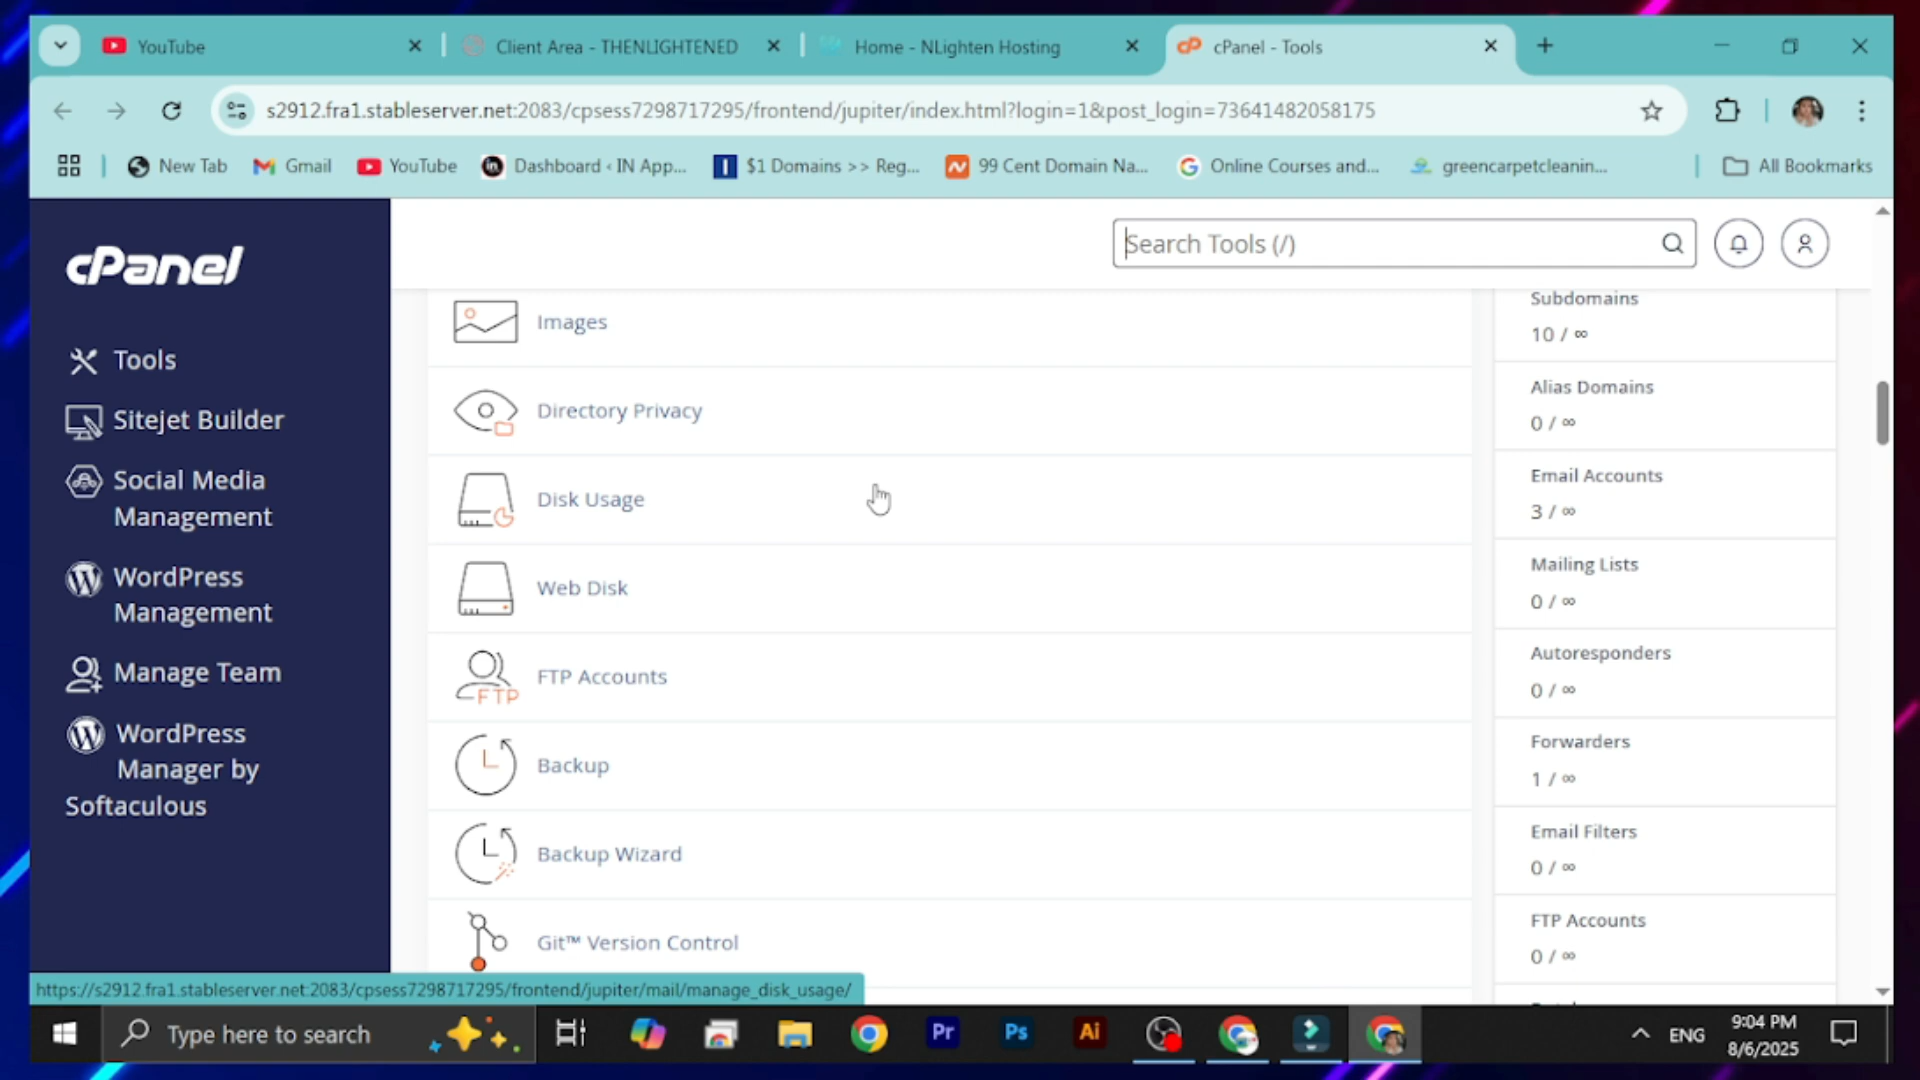 YouTube
Client Area - THENLIGHTENED
Home - NLighten Hosting
cPanel - Tools
s2912.fra1.stableserver.net:2083/cpsess7298717295/frontend/jupiter/index.html?login=1&post_login=73641482058175
New Tab
Gmail
YouTube
Dashboard ‹ IN App...
$1 Domains >> Reg...
99 Cent Domain Na...
Online Courses and...
greencarpetcleanin...
All Bookmarks
cPanel
Search Tools (/)
Tools
Sitejet Builder
Social Media
Management
WordPress
Management
Manage Team
WordPress
Manager by
Softaculous
Images
Directory Privacy
Disk Usage
Web Disk
FTP
FTP Accounts
Backup
Backup Wizard
Git™ Version Control
Subdomains
10 / ∞
Alias Domains
0 / ∞
Email Accounts
3 / ∞
Mailing Lists
0 / ∞
Autoresponders
0 / ∞
Forwarders
1 / ∞
Email Filters
0 / ∞
FTP Accounts
0 / ∞
https://s2912.fra1.stableserver.net:2083/cpsess7298717295/frontend/jupiter/mail/manage_disk_usage/
Type here to search
Pr
Ps
Ai
ENG
9:04 PM
8/6/2025